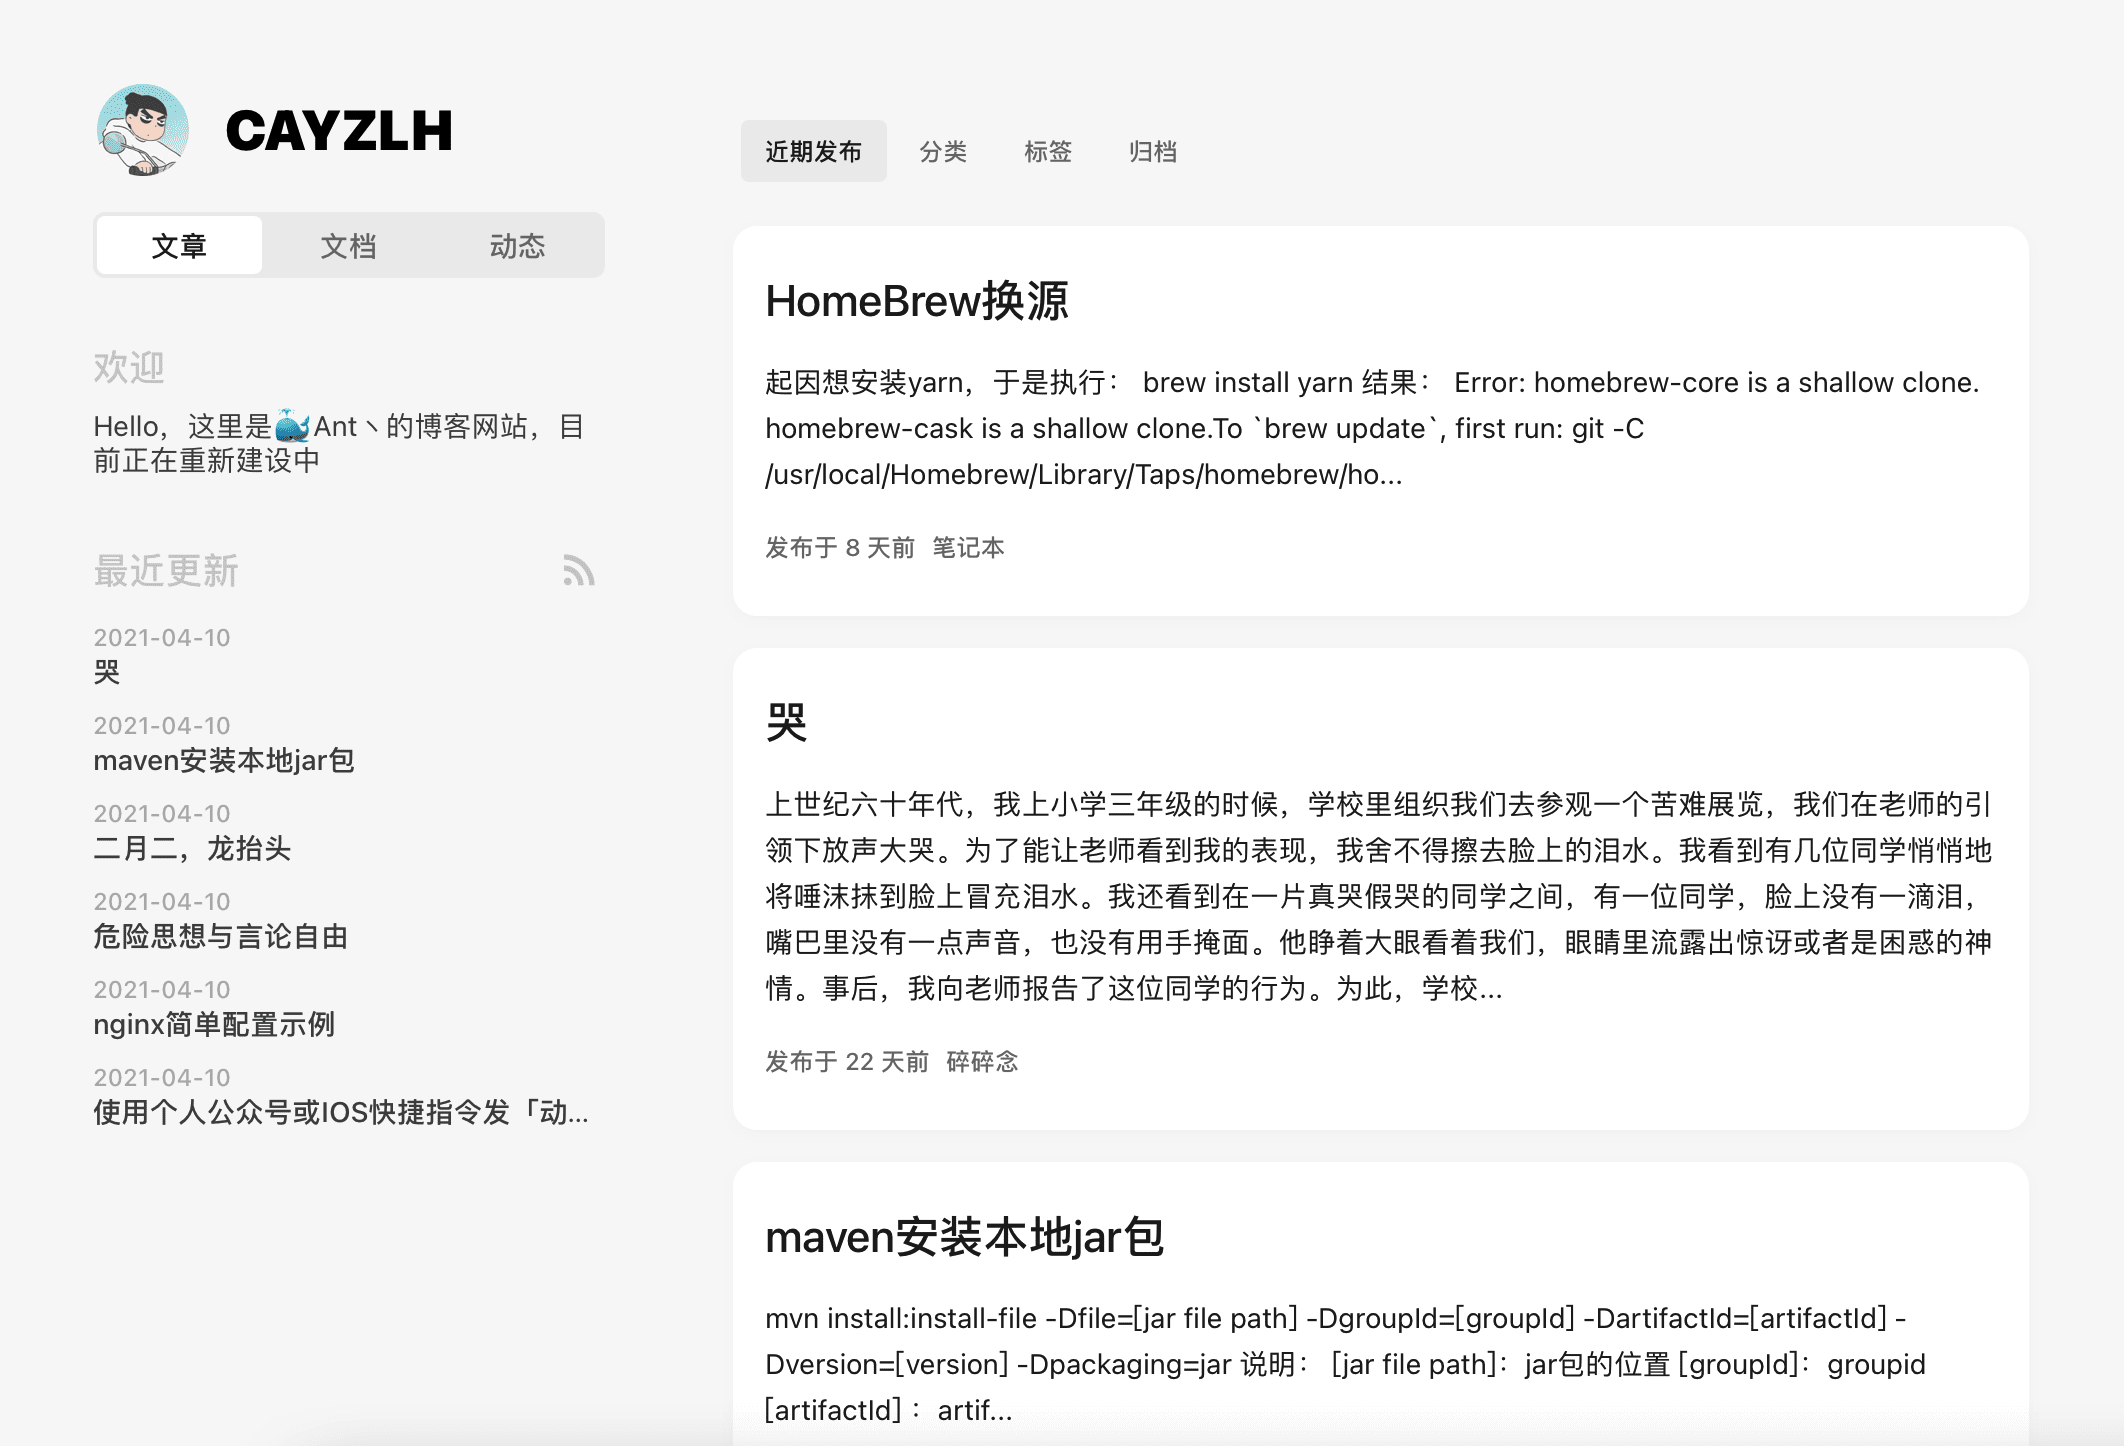 CAYZLH
文章
文档
动态
欢迎
Hello，这里是🐳Ant丶的博客网站，目
前正在重新建设中
最近更新
2021-04-10
哭
2021-04-10
maven安装本地jar包
2021-04-10
二月二，龙抬头
2021-04-10
危险思想与言论自由
2021-04-10
nginx简单配置示例
2021-04-10
使用个人公众号或IOS快捷指令发「动...
近期发布
分类
标签
归档
HomeBrew换源
起因想安装yarn，于是执行： brew install yarn 结果： Error: homebrew-core is a shallow clone.
homebrew-cask is a shallow clone.To `brew update`, first run: git -C
/usr/local/Homebrew/Library/Taps/homebrew/ho...
发布于 8 天前 笔记本
哭
上世纪六十年代，我上小学三年级的时候，学校里组织我们去参观一个苦难展览，我们在老师的引
领下放声大哭。为了能让老师看到我的表现，我舍不得擦去脸上的泪水。我看到有几位同学悄悄地
将唾沫抹到脸上冒充泪水。我还看到在一片真哭假哭的同学之间，有一位同学，脸上没有一滴泪，
嘴巴里没有一点声音，也没有用手掩面。他睁着大眼看着我们，眼睛里流露出惊讶或者是困惑的神
情。事后，我向老师报告了这位同学的行为。为此，学校...
发布于 22 天前 碎碎念
maven安装本地jar包
mvn install:install-file -Dfile=[jar file path] -DgroupId=[groupId] -DartifactId=[artifactId] -
Dversion=[version] -Dpackaging=jar 说明： [jar file path]：jar包的位置 [groupId]：groupid
[artifactId] ：artif...